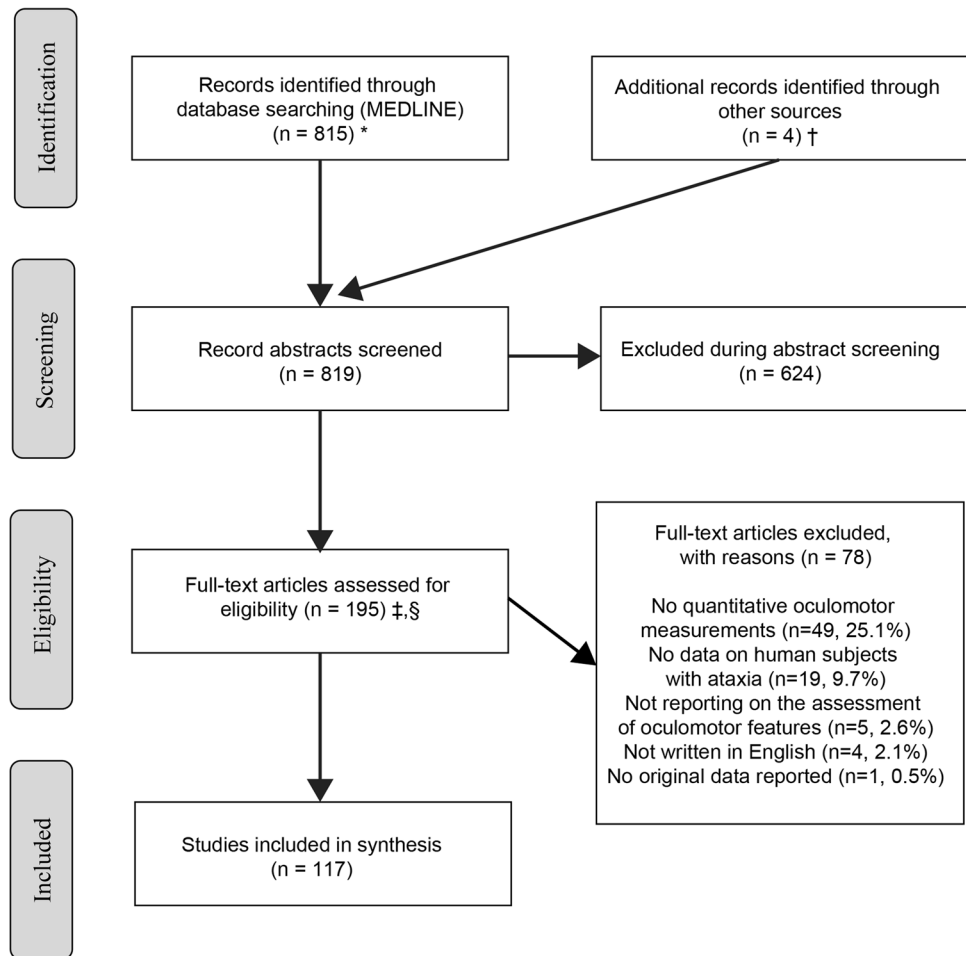 Identification
Records identified through
database searching (MEDLINE)
(n = 815) *
Additional records identified through
other sources
(n = 4) †
Screening
Record abstracts screened
(n = 819)
Excluded during abstract screening
(n = 624)
Eligibility
Full-text articles assessed for
eligibility (n = 195) ‡,§
Full-text articles excluded,
with reasons (n = 78)
No quantitative oculomotor
measurements (n=49, 25.1%)
No data on human subjects
with ataxia (n=19, 9.7%)
Not reporting on the assessment
of oculomotor features (n=5, 2.6%)
Not written in English (n=4, 2.1%)
No original data reported (n=1, 0.5%)
Included
Studies included in synthesis
(n = 117)